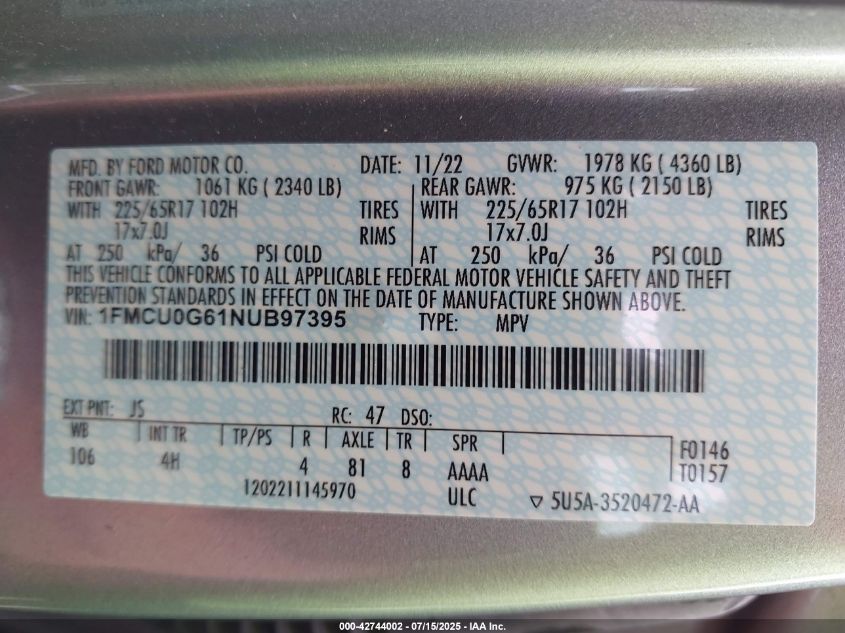 MFD. BY FORD MOTOR CO. DATE: 11/22 GVWR: 1978 KG ( 4360 LB)
FRONT GAWR: 1061 KG ( 2340 LB) REAR GAWR: 975 KG ( 2150 LB)
WITH 225/65R17 102H TIRES WITH 225/65R17 102H TIRES
17x7.0J RIMS 17x7.0J RIMS
AT 250 kPa/ 36 PSI COLD AT 250 kPa/ 36 PSI COLD
THIS VEHICLE CONFORMS TO ALL APPLICABLE FEDERAL MOTOR VEHICLE SAFETY AND THEFT
PREVENTION STANDARDS IN EFFECT ON THE DATE OF MANUFACTURE SHOWN ABOVE.
VIN: 1FMCU0G61NUB97395 TYPE: MPV
EXT PNT: JS RC: 47 DSO:
WB INT TR TP/PS R AXLE TR SPR F0146
106 4H 4 81 8 AAAA T0157
1202211145970 ULC ▽ 5U5A-3520472-AA
000-42744002 - 07/15/2025 - IAA Inc.